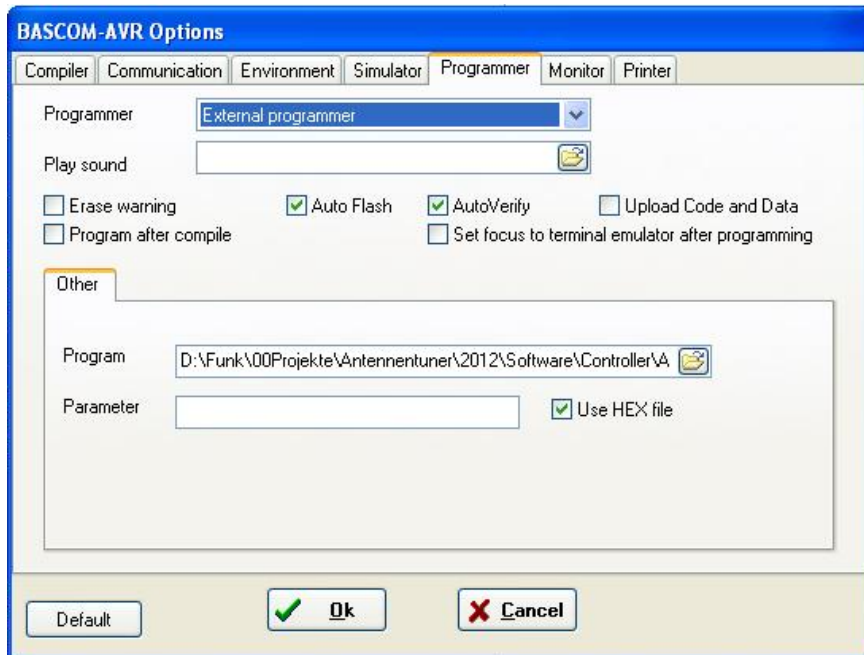 BASCOM-AVR Options
Compiler Communication Environment Simulator Programmer Monitor Printer
Programmer External programmer
Play sound
Erase warning Auto Flash AutoVerify Upload Code and Data
Program after compile Set focus to terminal emulator after programming
Other
Program D:\Funk\00Projekte\Antennentuner\2012\Software\Controller\A
Parameter Use HEX file
Default Ok Cancel